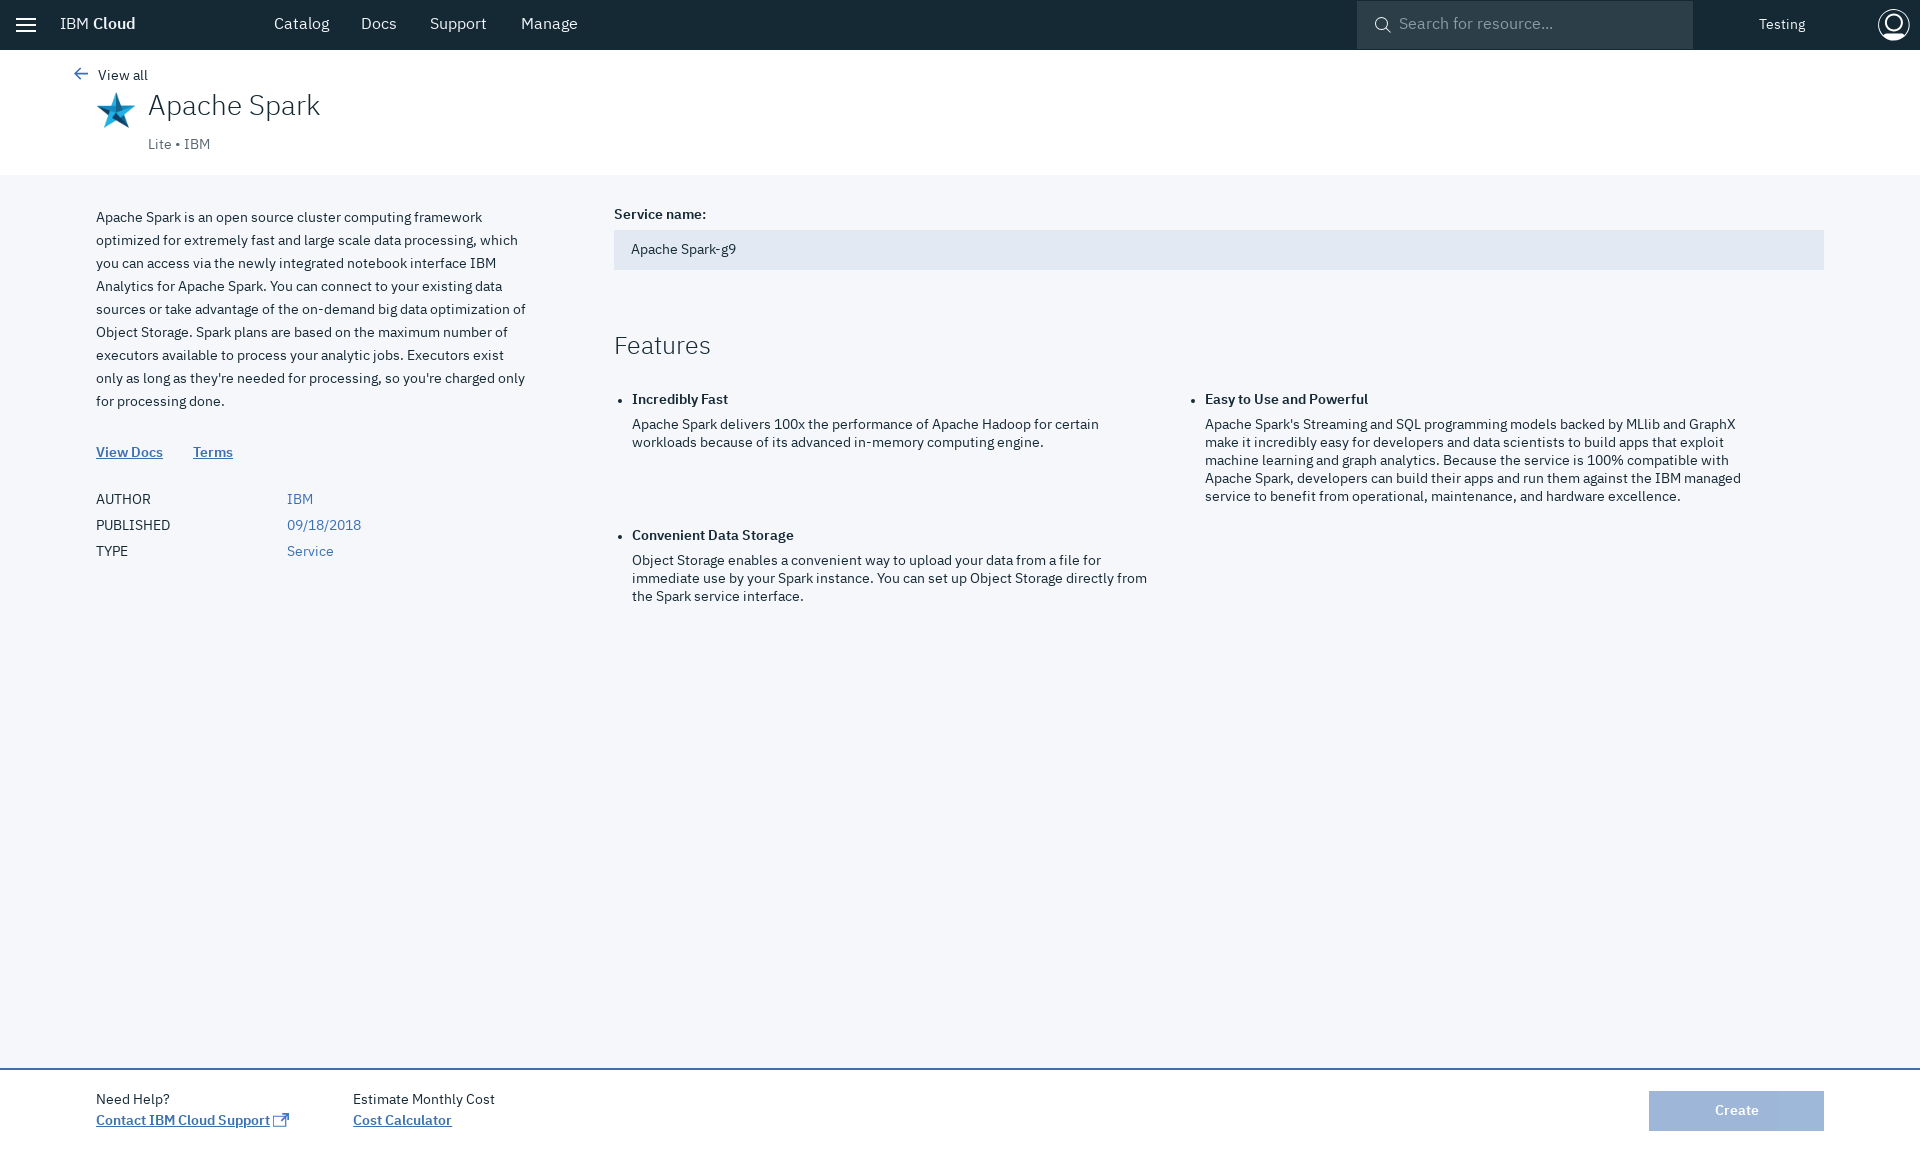 IBM Cloud
Catalog
Docs
Support
Manage
Search for resource...
Testing
View all
Apache Spark
Lite • IBM
Apache Spark is an open source cluster computing framework
optimized for extremely fast and large scale data processing, which
you can access via the newly integrated notebook interface IBM
Analytics for Apache Spark. You can connect to your existing data
sources or take advantage of the on-demand big data optimization of
Object Storage. Spark plans are based on the maximum number of
executors available to process your analytic jobs. Executors exist
only as long as they're needed for processing, so you're charged only
for processing done.
View Docs
Terms
AUTHOR IBM
PUBLISHED 09/18/2018
TYPE Service
Service name:
Apache Spark-g9
Features
• Incredibly Fast
Apache Spark delivers 100x the performance of Apache Hadoop for certain
workloads because of its advanced in-memory computing engine.
• Easy to Use and Powerful
Apache Spark's Streaming and SQL programming models backed by MLlib and GraphX
make it incredibly easy for developers and data scientists to build apps that exploit
machine learning and graph analytics. Because the service is 100% compatible with
Apache Spark, developers can build their apps and run them against the IBM managed
service to benefit from operational, maintenance, and hardware excellence.
• Convenient Data Storage
Object Storage enables a convenient way to upload your data from a file for
immediate use by your Spark instance. You can set up Object Storage directly from
the Spark service interface.
Need Help?
Contact IBM Cloud Support
Estimate Monthly Cost
Cost Calculator
Create